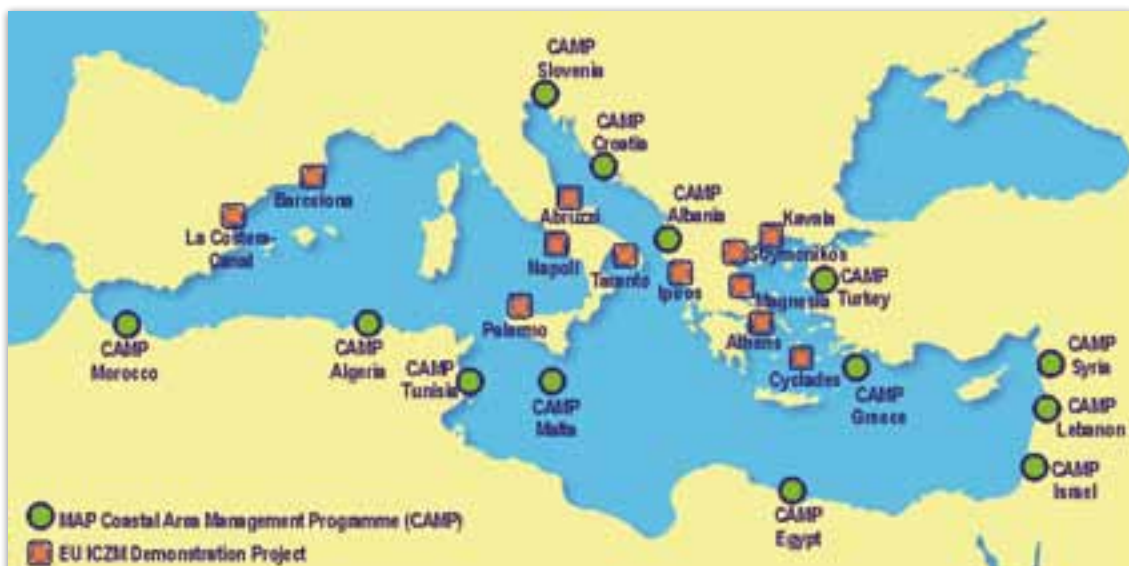 CAMP
Slovenia
CAMP
Croatia
Barcelona
Abruzzi
CAMP
Albania
Kavala
La Costera-
Canal
Napoli
Taranto
Ipiros
Magnesia
CAMP
Turkey
Palermo
Athens
CAMP
Morocco
CAMP
Algeria
CAMP
Tunisia
CAMP
Malta
Cyclades
CAMP
Greece
CAMP
Syria
CAMP
Lebanon
CAMP
Israel
CAMP
Egypt
MAP Coastal Area Management Programme (CAMP)
EU ICZM Demonstration Project